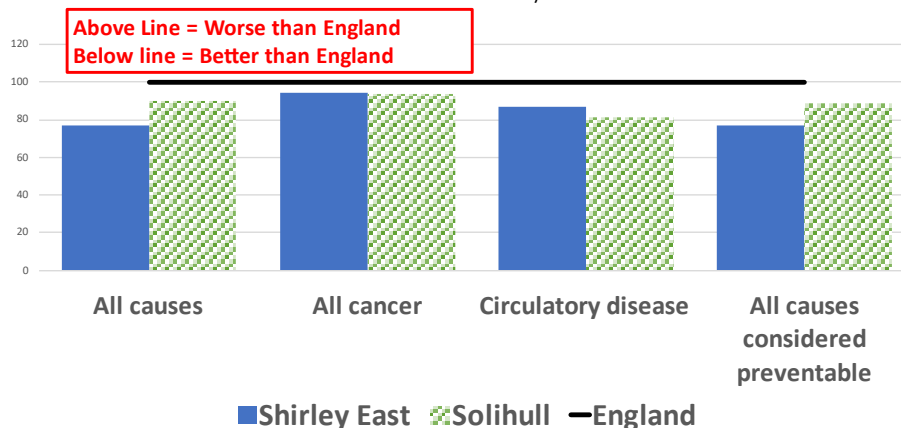 Above Line = Worse than England
Below line = Better than England
120
100
80
60
40
20
0
All causes
All cancer
Circulatory disease
All causes
considered
preventable
Shirley East
Solihull
England